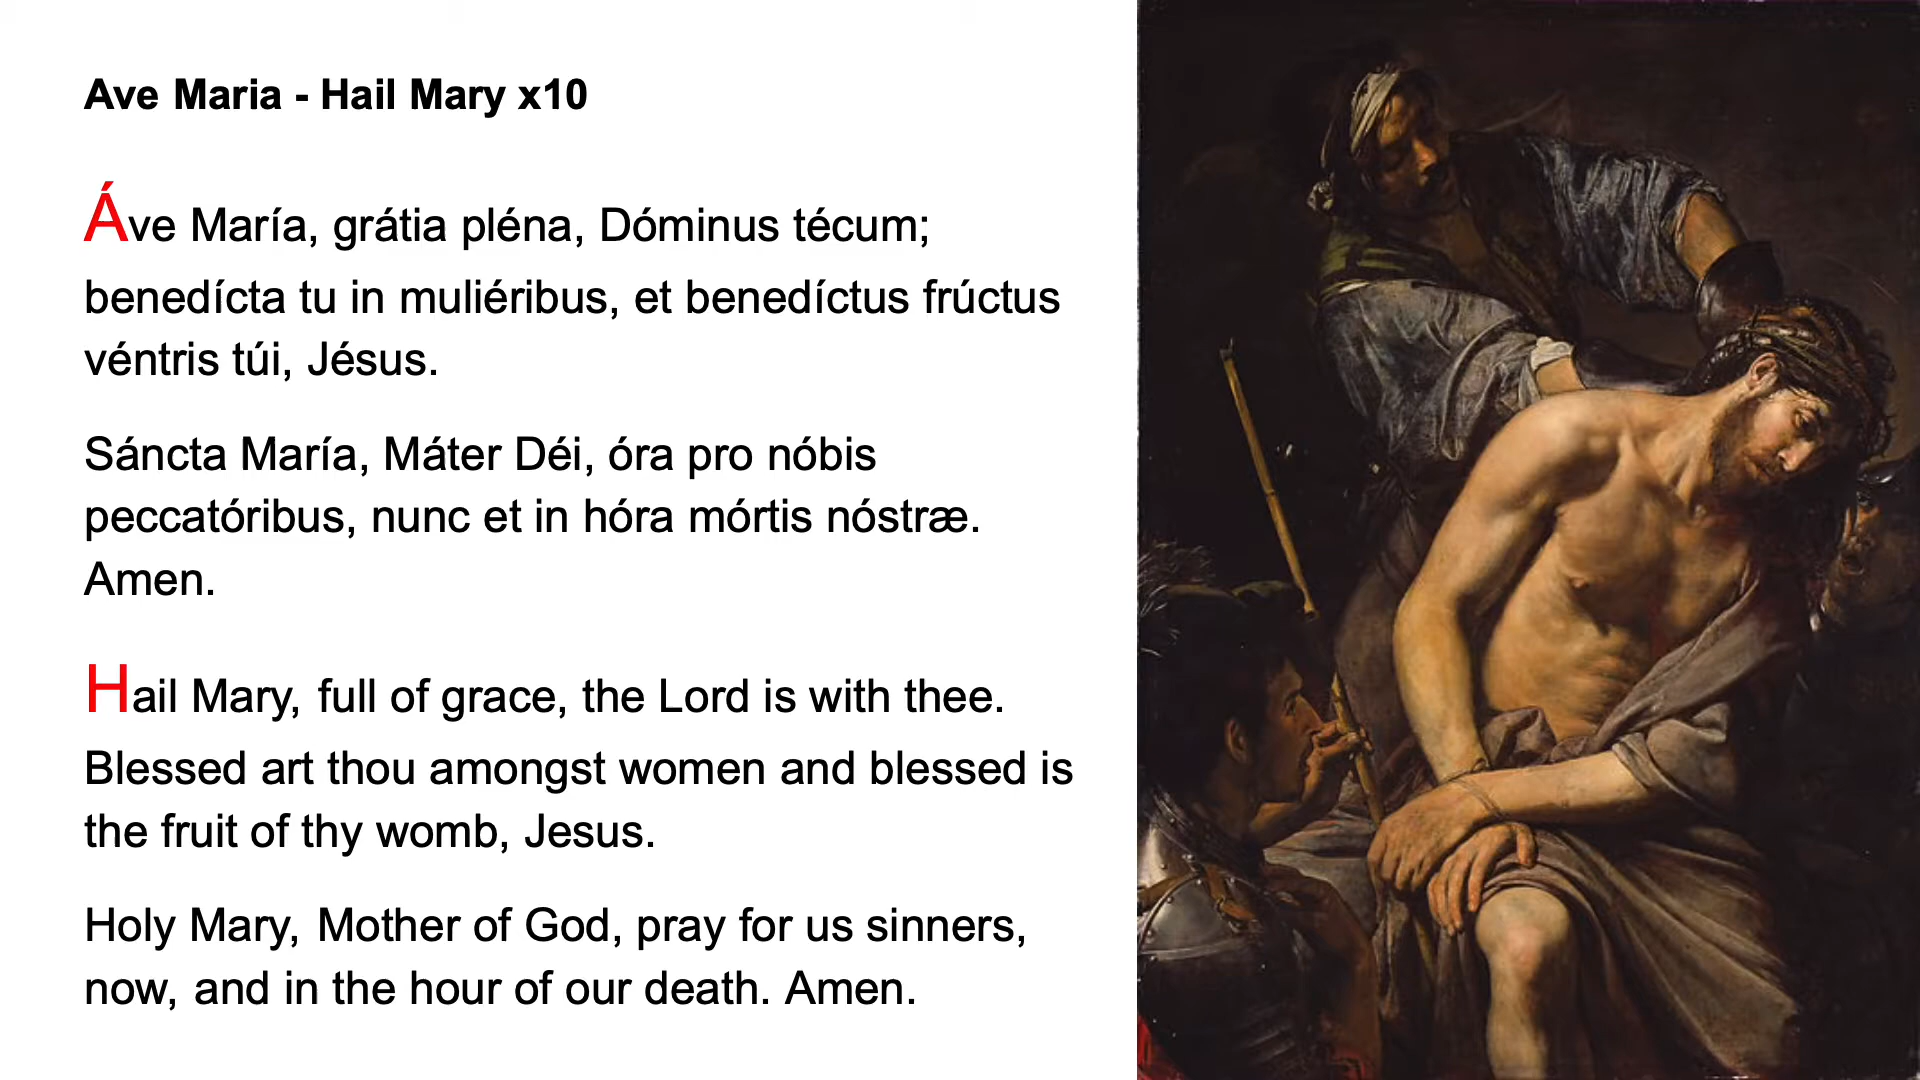 Ave Maria - Hail Mary x10
Áve María, grátia pléna, Dóminus técum;
benedícta tu in muliéribus, et benedíctus frúctus
véntris túi, Jésus.
Sáncta María, Máter Déi, óra pro nóbis
peccatóribus, nunc et in hóra mórtis nóstræ.
Amen.
Hail Mary, full of grace, the Lord is with thee.
Blessed art thou amongst women and blessed is
the fruit of thy womb, Jesus.
Holy Mary, Mother of God, pray for us sinners,
now, and in the hour of our death. Amen.